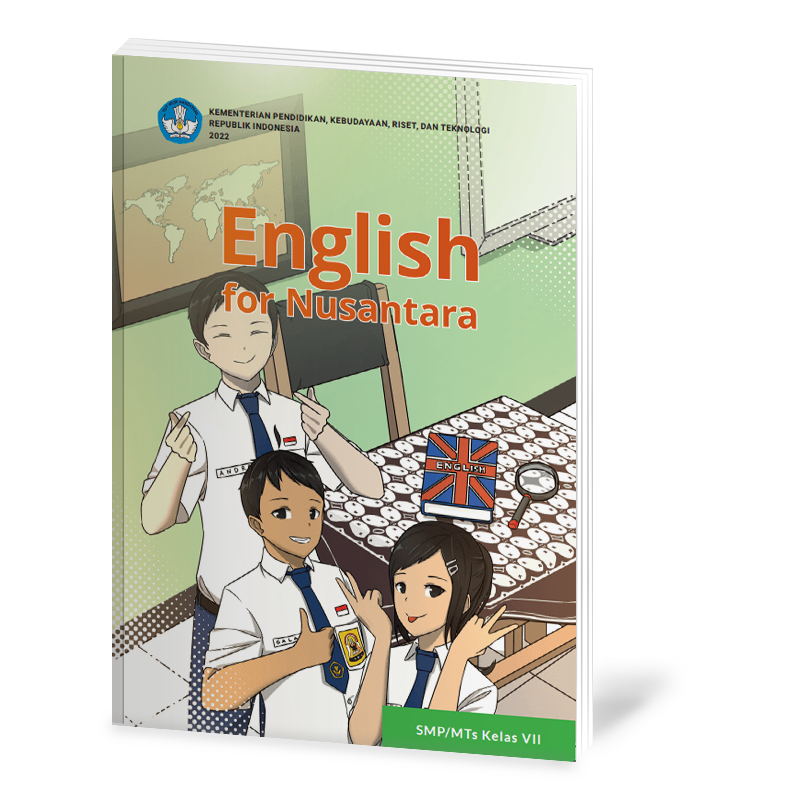 KEMENTERIAN PENDIDIKAN, KEBUDAYAAN, RISET, DAN TEKNOLOGI
REPUBLIK INDONESIA
2022
English
for Nusantara
ENGLISH
SMP/MTs Kelas VII